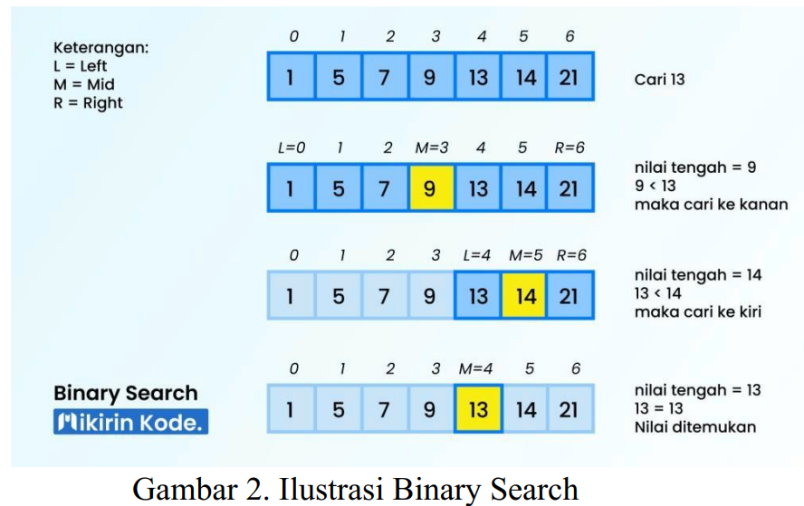 Keterangan:
L = Left
M = Mid
R = Right
0 1 2 3 4 5 6
1 5 7 9 13 14 21
Cari 13
L=0 1 2 M=3 4 5 R=6
1 5 7 9 13 14 21
nilai tengah = 9
9 < 13
maka cari ke kanan
0 1 2 3 L=4 M=5 R=6
1 5 7 9 13 14 21
nilai tengah = 14
13 < 14
maka cari ke kiri
0 1 2 3 M=4 5 6
1 5 7 9 13 14 21
nilai tengah = 13
13 = 13
Nilai ditemukan
Binary Search
Mikirin Kode.
Gambar 2. Ilustrasi Binary Search